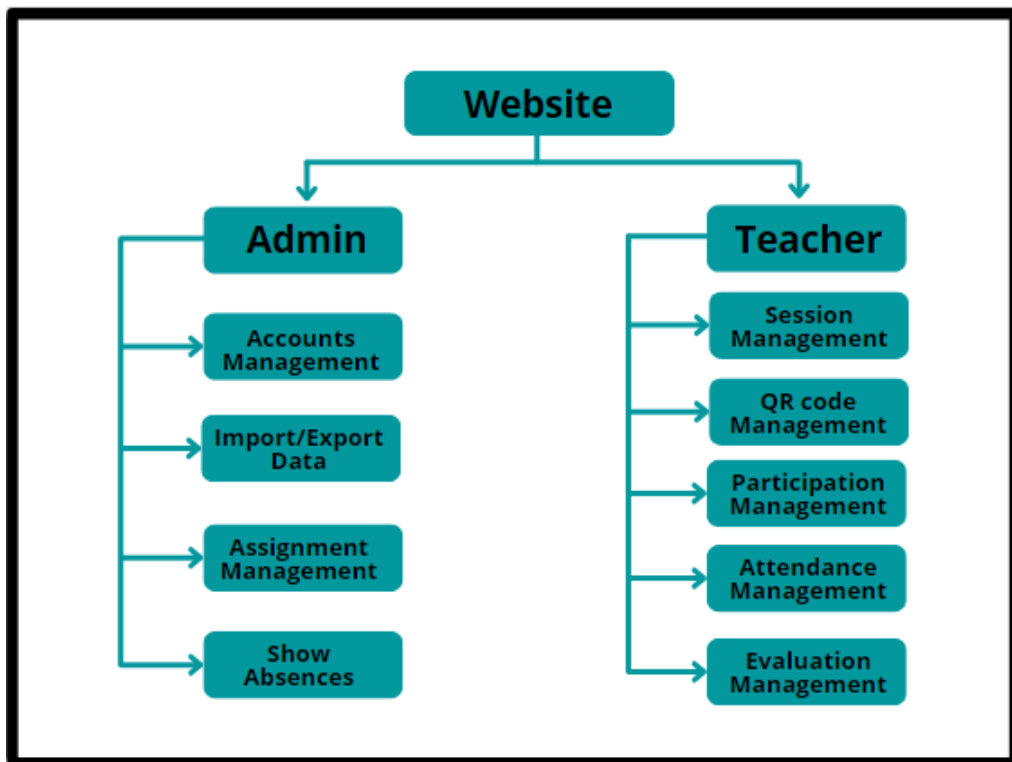 Website
Admin
Accounts
Management
Import/Export
Data
Assignment
Management
Show
Absences
Teacher
Session
Management
QR code
Management
Participation
Management
Attendance
Management
Evaluation
Management